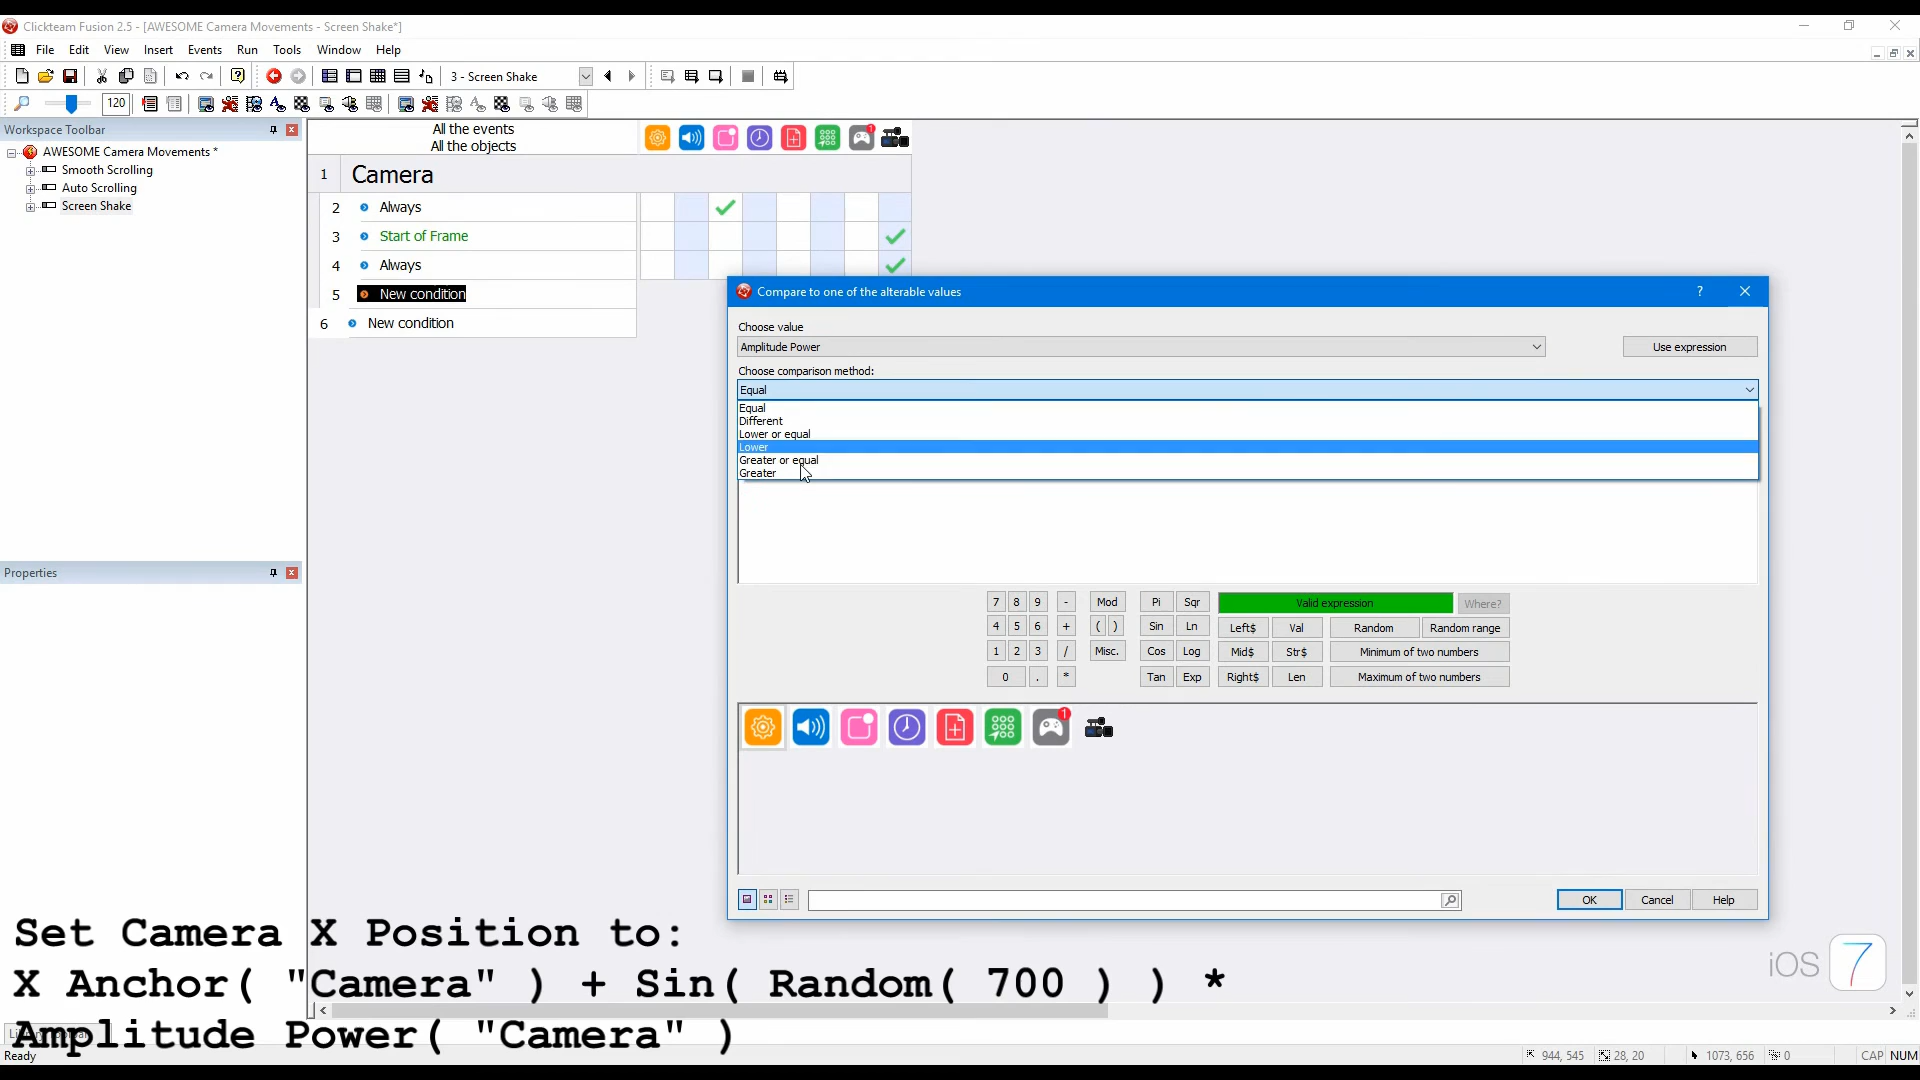 Clickteam Fusion 2.5 - [AWESOME Camera Movements - Screen Shake*]
File Edit View Insert Events Run Tools Window Help
3 - Screen Shake
120
Workspace Toolbar
AWESOME Camera Movements *
Smooth Scrolling
Auto Scrolling
Screen Shake
Properties
All the events
All the objects
1 Camera
2 Always
3 Start of Frame
4 Always
5 New condition
6 New condition
Compare to one of the alterable values
Choose value
Amplitude Power
Use expression
Choose comparison method:
Equal
Equal
Different
Lower or equal
Lower
Greater or equal
Greater
7 8 9 - Mod Pi Sqr Valid expression Where?
4 5 6 + ( ) Sin Ln Left$ Val Random Random range
1 2 3 / Misc. Cos Log Mid$ Str$ Minimum of two numbers
0 . * Tan Exp Right$ Len Maximum of two numbers
1
OK Cancel Help
Set Camera X Position to:
X Anchor( "Camera" ) + Sin( Random( 700 ) ) *
Amplitude Power( "Camera" )
iOS 7
Ready
944, 545 28, 20 1073, 656 0 CAP NUM